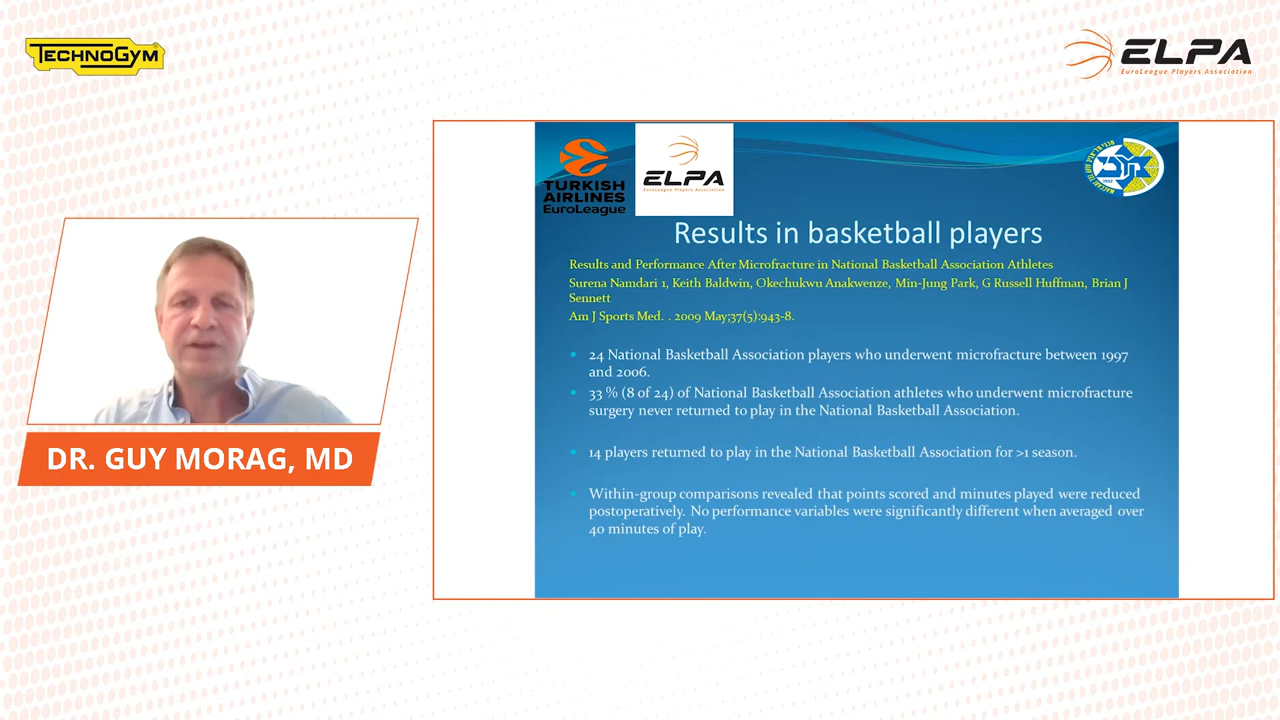 TECHNOGYM
ELPA
EuroLeague Players Association
TURKISH
AIRLINES
EuroLeague
ELPA
EuroLeague Players Association
Results in basketball players
Results and Performance After Microfracture in National Basketball Association Athletes
Surena Namdari 1, Keith Baldwin, Okechukwu Anakwenze, Min-Jung Park, G Russell Huffman, Brian J
Sennett
Am J Sports Med. . 2009 May;37(5):943-8.
• 24 National Basketball Association players who underwent microfracture between 1997
and 2006.
• 33 % (8 of 24) of National Basketball Association athletes who underwent microfracture
surgery never returned to play in the National Basketball Association.
• 14 players returned to play in the National Basketball Association for >1 season.
• Within-group comparisons revealed that points scored and minutes played were reduced
postoperatively. No performance variables were significantly different when averaged over
40 minutes of play.
DR. GUY MORAG, MD